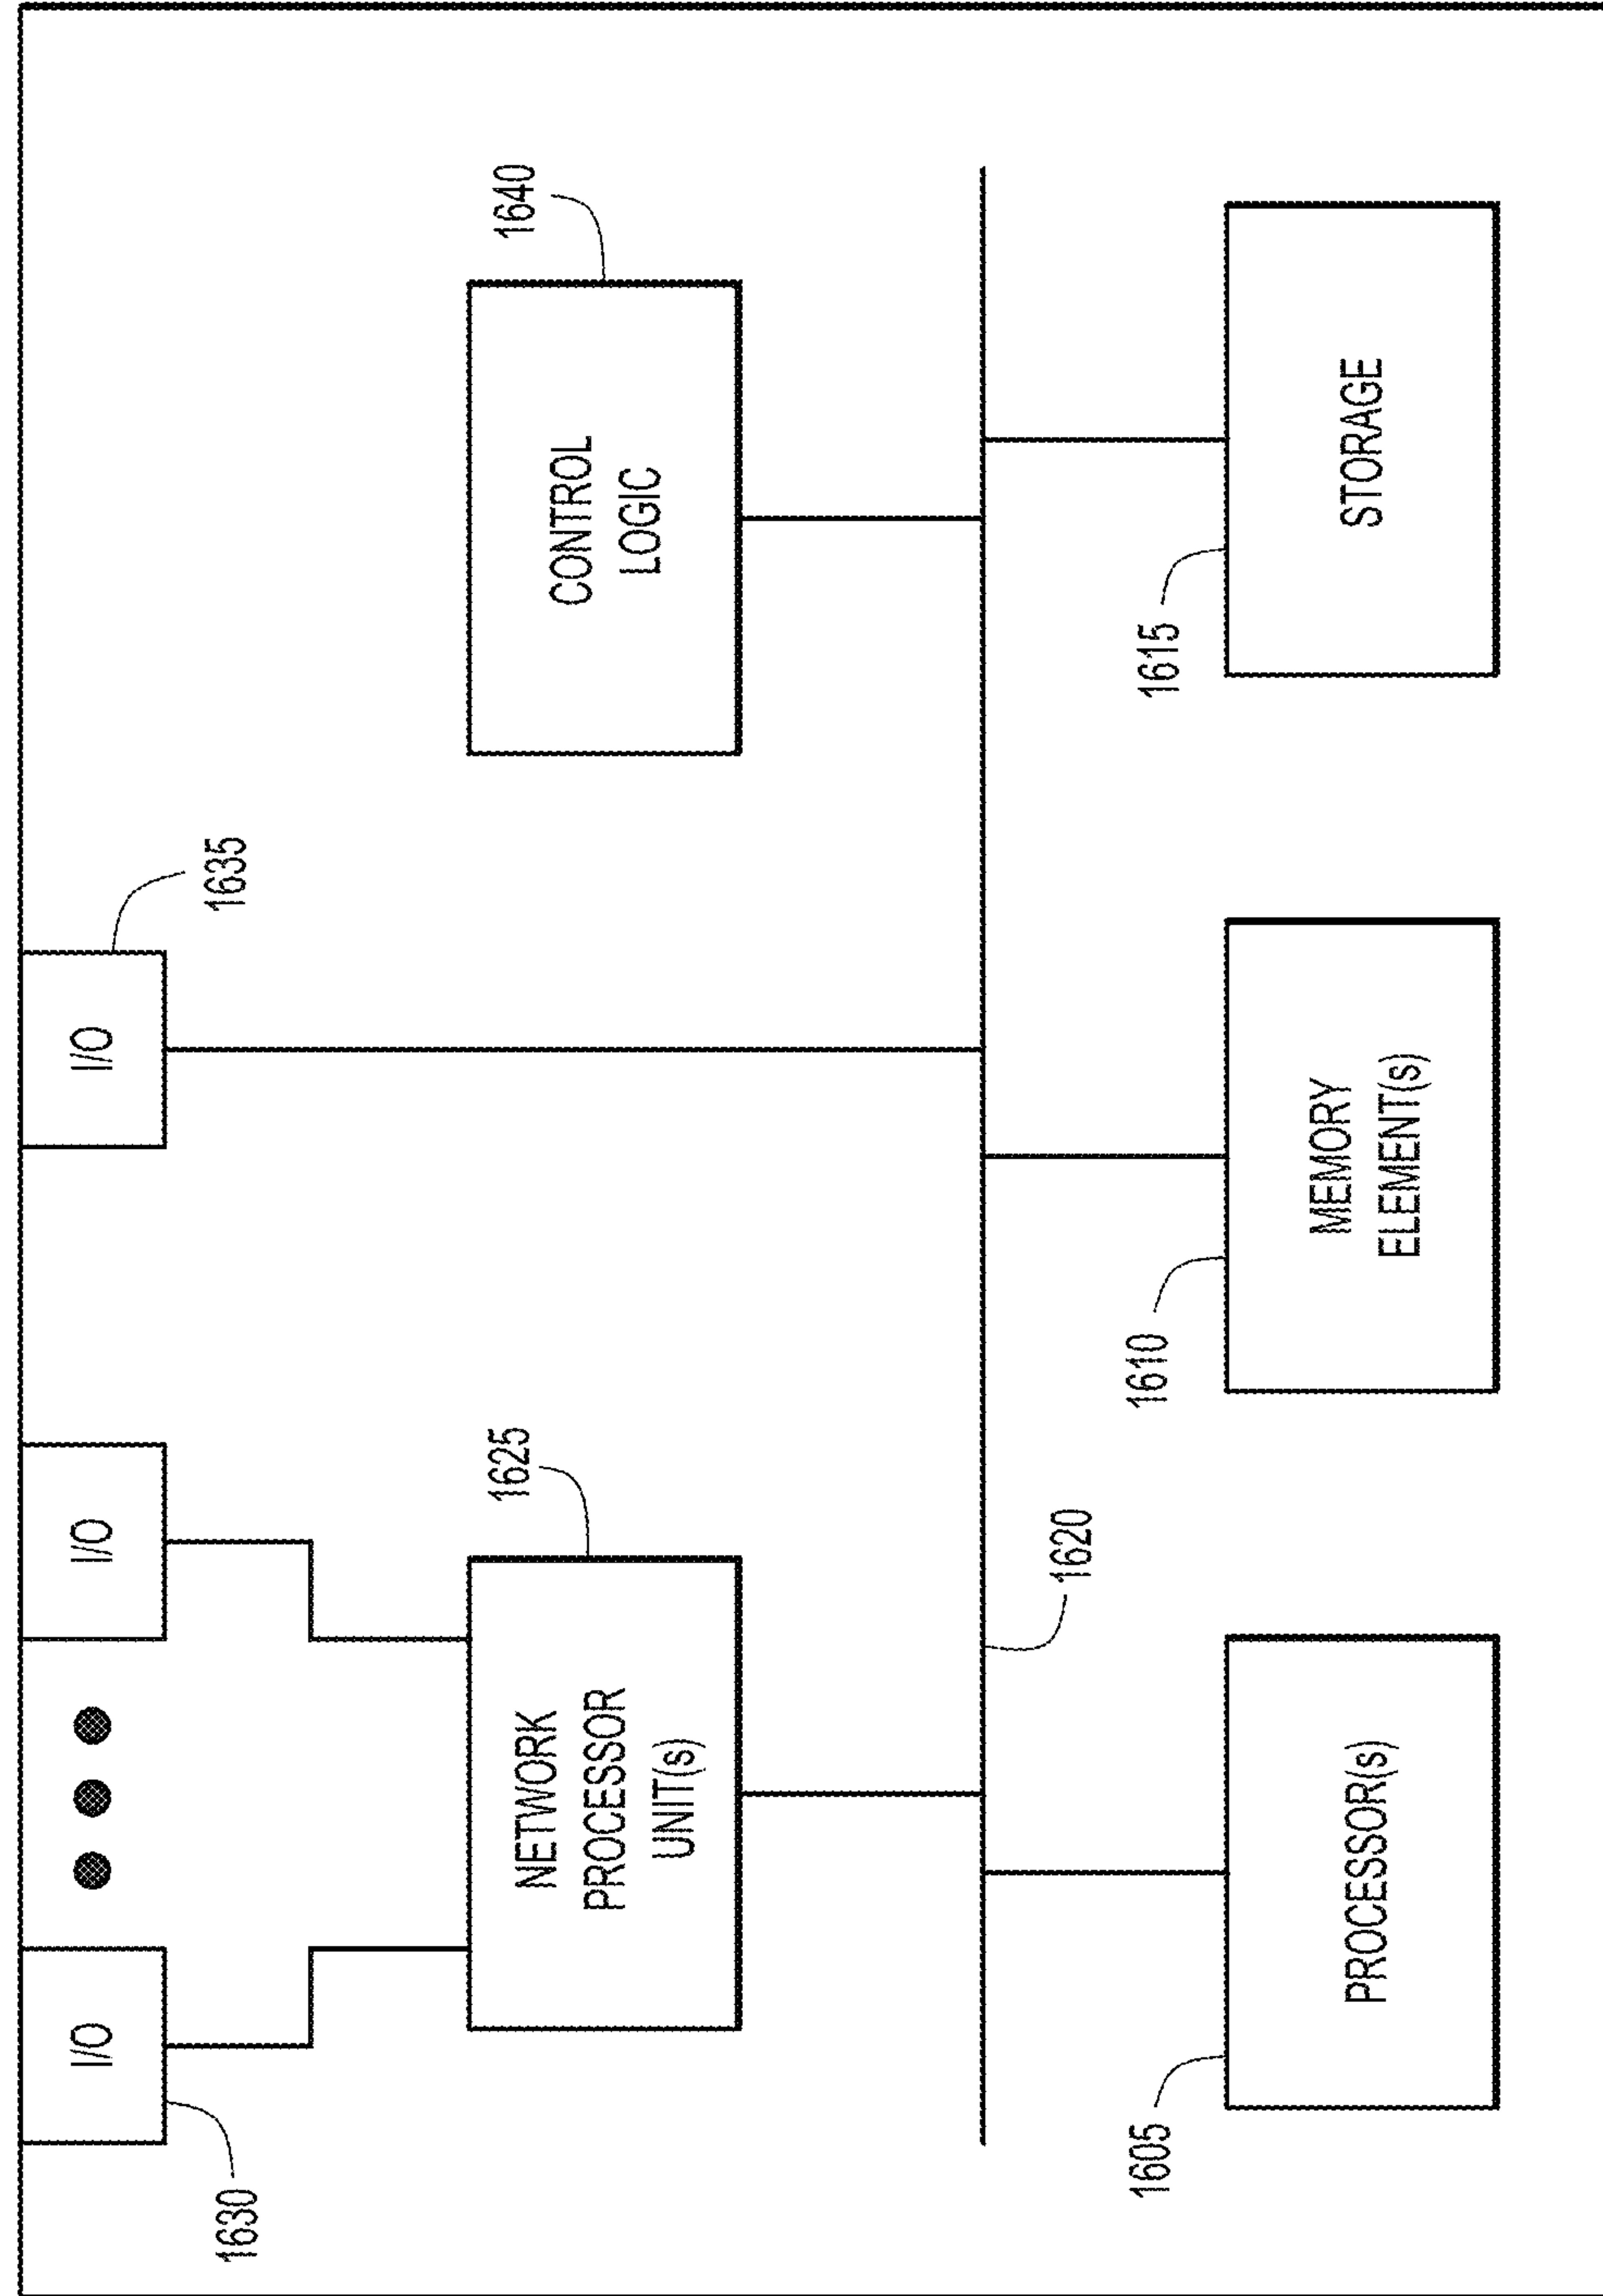 I/O
I/O
I/O
1630
1635
1625
1640
NETWORK
PROCESSOR
UNIT(s)
CONTROL
LOGIC
1620
1605
1610
1615
PROCESSOR(s)
MEMORY
ELEMENT(s)
STORAGE